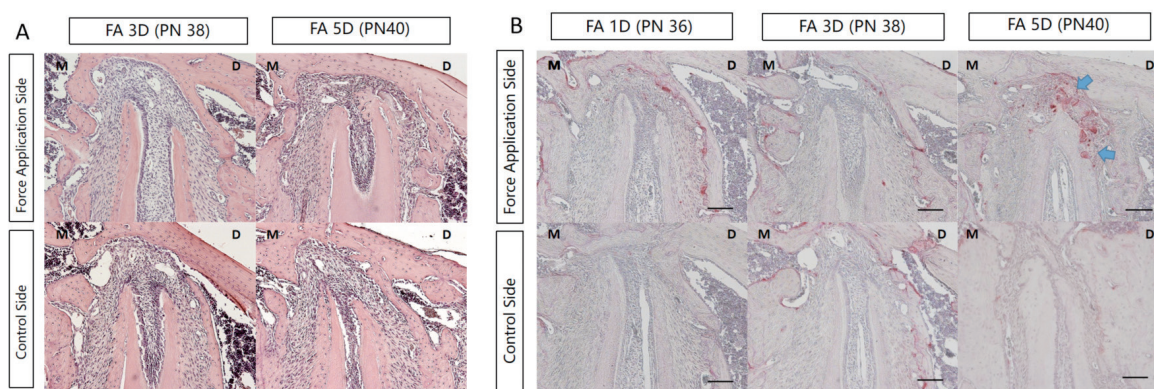 A
FA 3D (PN 38)
FA 5D (PN40)
Force Application Side
M
D
M
D
Control Side
M
D
M
D
B
FA 1D (PN 36)
FA 3D (PN 38)
FA 5D (PN40)
Force Application Side
M
D
M
D
M
D
Control Side
M
D
M
D
M
D